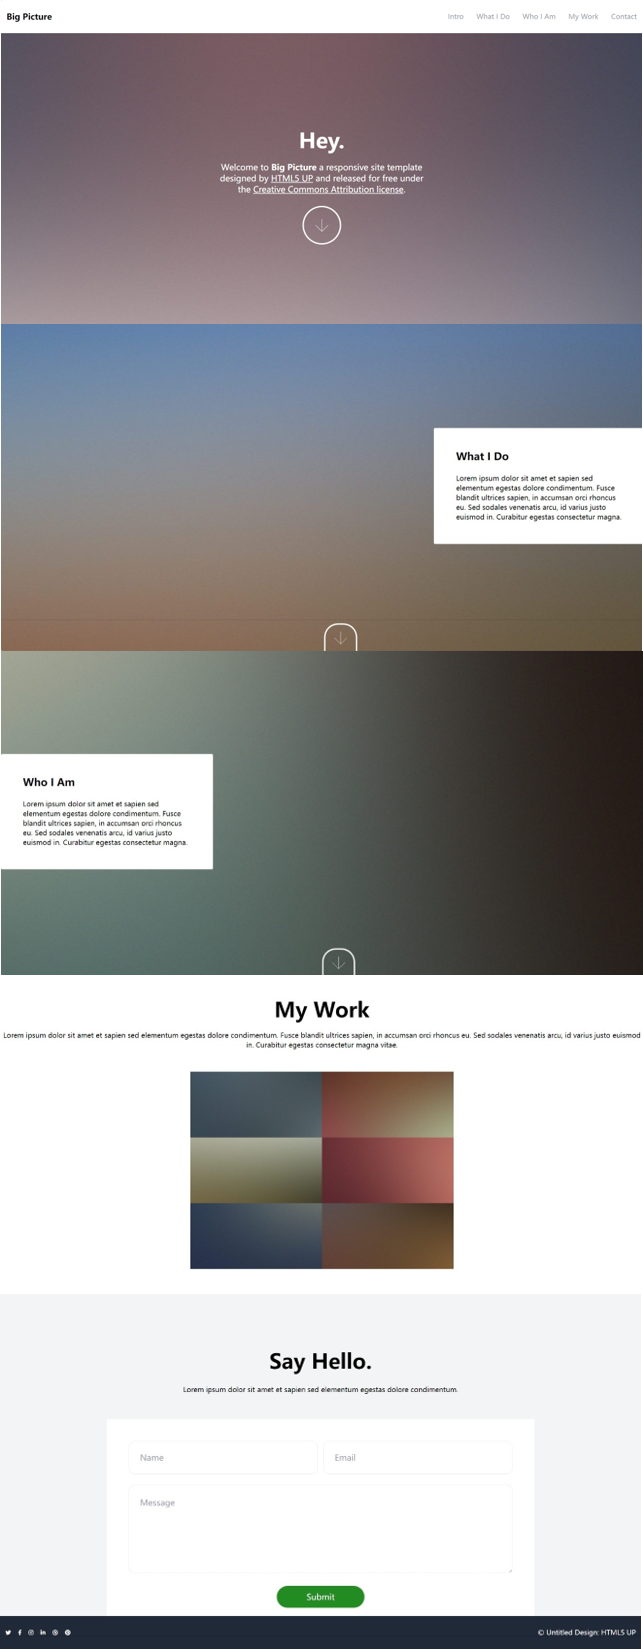 Big Picture
Intro What I Do Who I Am My Work Contact
Hey.
Welcome to Big Picture a responsive site template
designed by HTML5 UP and released for free under
the Creative Commons Attribution license.
What I Do
Lorem ipsum dolor sit amet et sapien sed
elementum egestas dolore condimentum. Fusce
blandit ultrices sapien, in accumsan orci rhoncus
eu. Sed sodales venenatis arcu, id varius justo
euismod in. Curabitur egestas consectetur magna.
Who I Am
Lorem ipsum dolor sit amet et sapien sed
elementum egestas dolore condimentum. Fusce
blandit ultrices sapien, in accumsan orci rhoncus
eu. Sed sodales venenatis arcu, id varius justo
euismod in. Curabitur egestas consectetur magna.
My Work
Lorem ipsum dolor sit amet et sapien sed elementum egestas dolore condimentum. Fusce blandit ultrices sapien, in accumsan orci rhoncus eu. Sed sodales venenatis arcu, id varius justo euismod
in. Curabitur egestas consectetur magna vitae.
Say Hello.
Lorem ipsum dolor sit amet et sapien sed elementum egestas dolore condimentum.
Name Email
Message
Submit
© Untitled Design: HTML5 UP